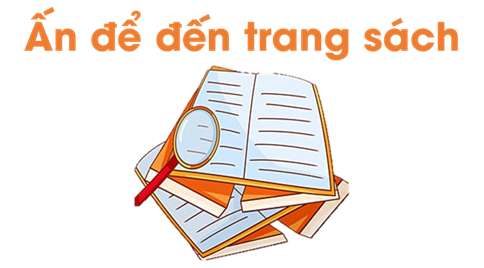 Ấn để đến trang sách